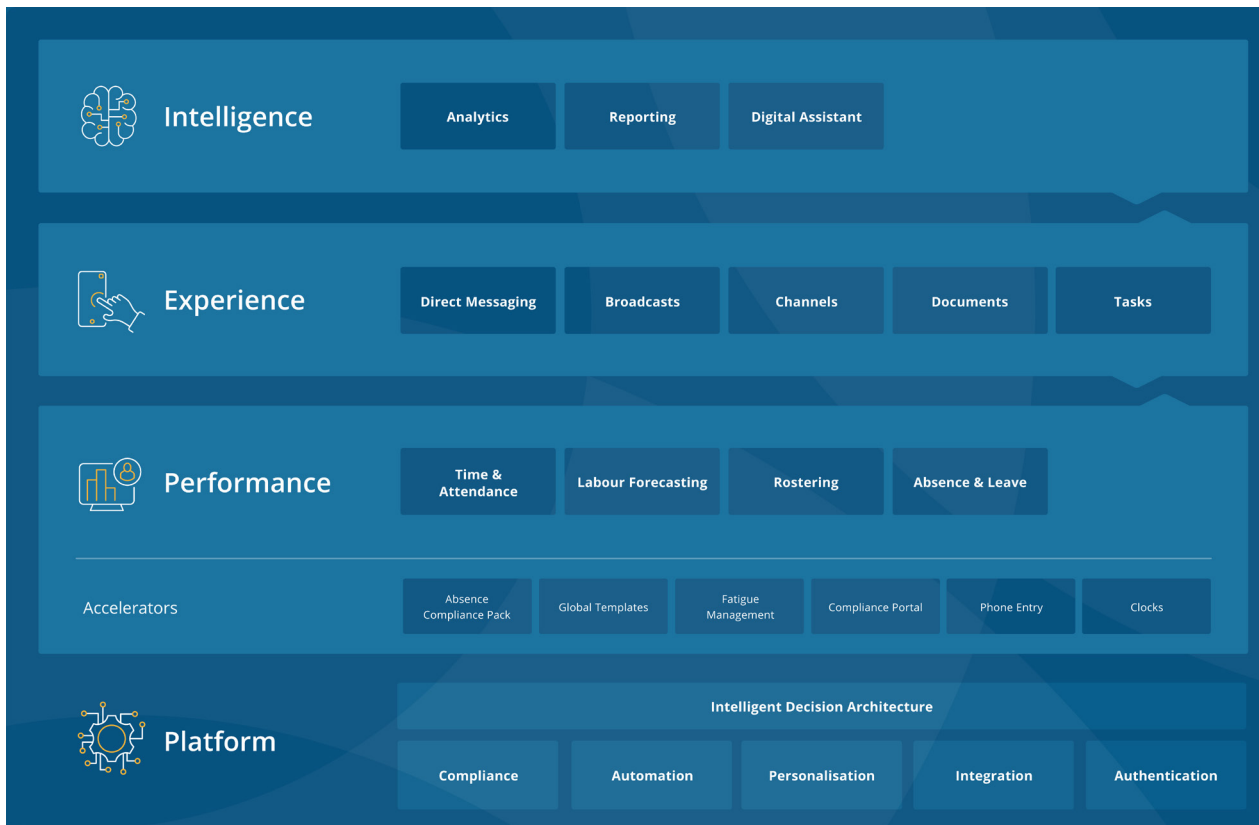 Intelligence
Analytics
Reporting
Digital Assistant
Experience
Direct Messaging
Broadcasts
Channels
Documents
Tasks
Performance
Time &
Attendance
Labour Forecasting
Rostering
Absence & Leave
Accelerators
Absence
Compliance Pack
Global Templates
Fatigue
Management
Compliance Portal
Phone Entry
Clocks
Platform
Intelligent Decision Architecture
Compliance
Automation
Personalisation
Integration
Authentication